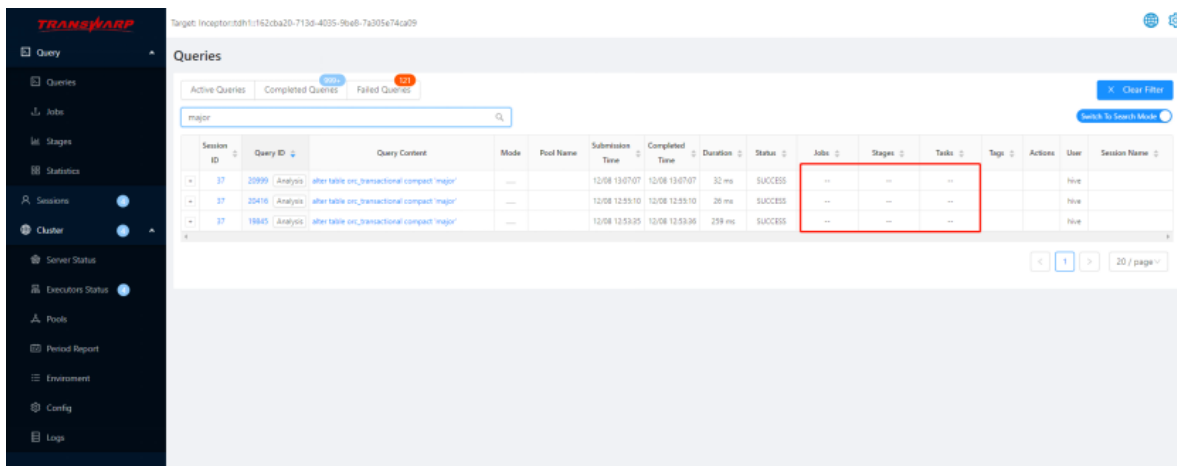 TRANSWARP
Target: Inceptor:tdh1::162cba20-713d-4035-9be8-7a305e74ca09
Query
Queries
Jobs
Stages
Statistics
Sessions 4
Cluster 4
Server Status
Executors Status 4
Pools
Period Report
Enviroment
Config
Logs
Queries
Active Queries Completed Queries 999+ Failed Queries 121
× Clear Filter
major
Switch To Search Mode
Session ID Query ID Query Content Mode Pool Name Submission Time Completed Time Duration Status Jobs Stages Tasks Tags Actions User Session Name
+ 37 20999 Analysis alter table orc_transactional compact 'major' ..... 12/08 13:07:07 12/08 13:07:07 32 ms SUCCESS -- -- -- hive
+ 37 20416 Analysis alter table orc_transactional compact 'major' ..... 12/08 12:55:10 12/08 12:55:10 26 ms SUCCESS -- -- -- hive
+ 37 19845 Analysis alter table orc_transactional compact 'major' ..... 12/08 12:53:35 12/08 12:53:36 259 ms SUCCESS -- -- -- hive
< 1 > 20 / page